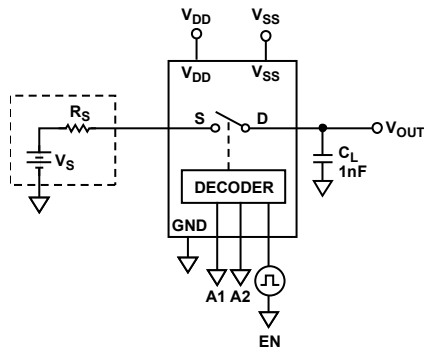 VDD VSS
VDD VSS
RS
S D
VOUT
VS
CL
1nF
DECODER
GND
A1 A2
EN